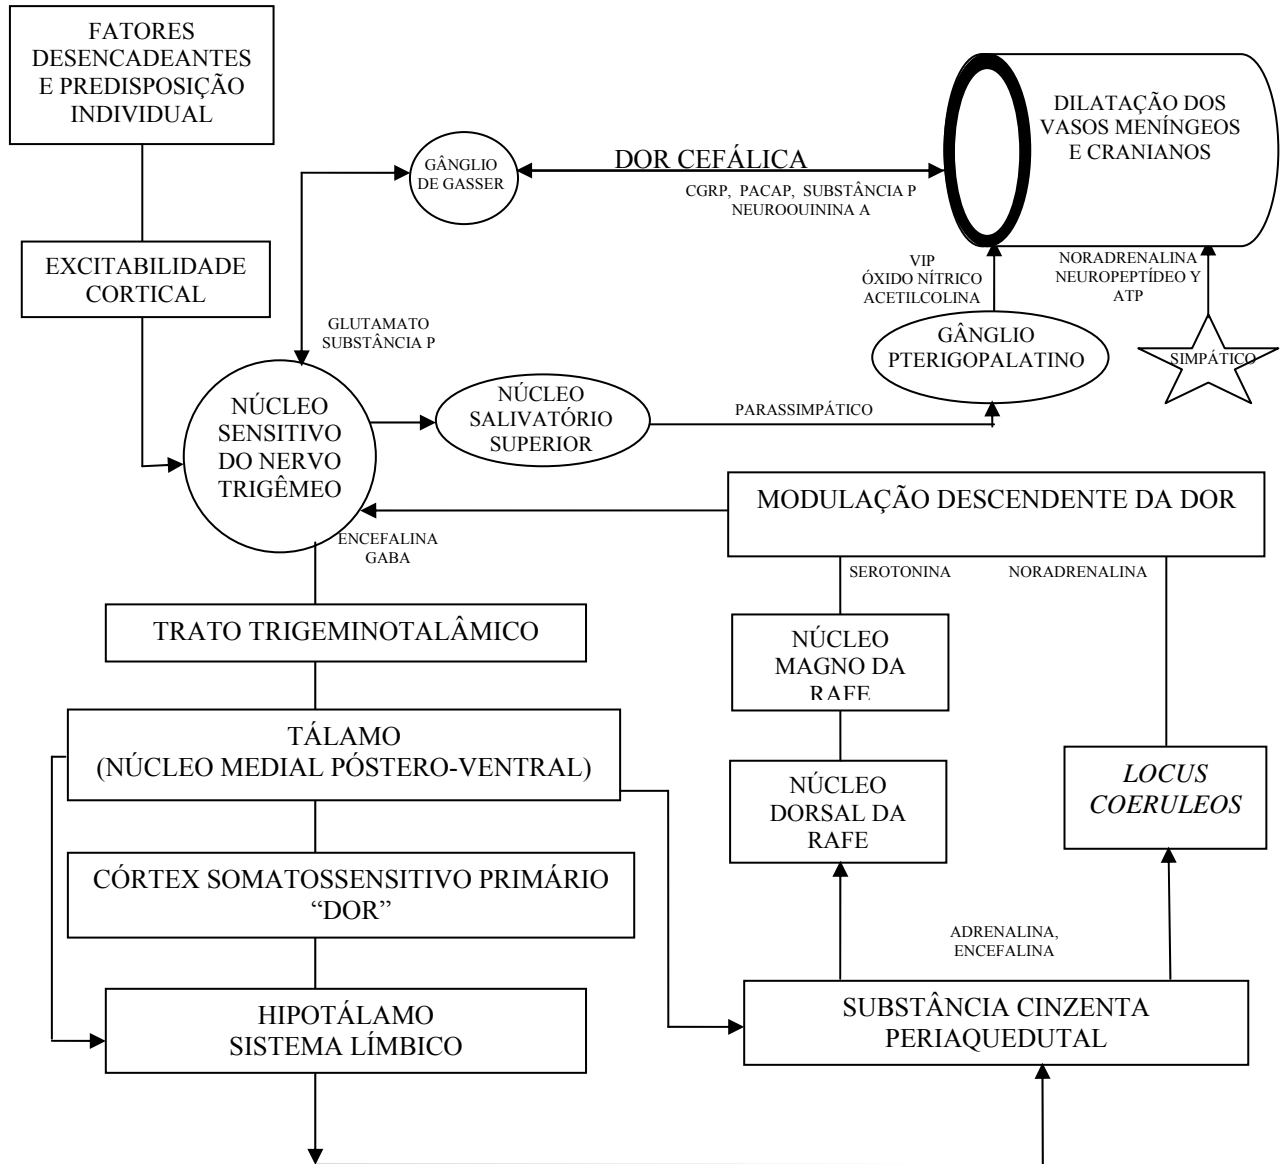 FATORES
DESENCADEANTES
E PREDISPOSIÇÃO
INDIVIDUAL
DILATAÇÃO DOS
VASOS MENÍNGEOS
E CRANIANOS
GÂNGLIO
DE GASSER
DOR CEFÁLICA
CGRP, PACAP, SUBSTÂNCIA P
NEUROQUININA A
EXCITABILIDADE
CORTICAL
VIP
ÓXIDO NÍTRICO
ACETILCOLINA
NORADRENALINA
NEUROPEPTÍDEO Y
ATP
GLUTAMATO
SUBSTÂNCIA P
GÂNGLIO
PTERIGOPALATINO
SIMPÁTICO
NÚCLEO
SENSITIVO
DO NERVO
TRIGÊMEO
NÚCLEO
SALIVATÓRIO
SUPERIOR
PARASSIMPÁTICO
MODULAÇÃO DESCENDENTE DA DOR
ENCEFALINA
GABA
SEROTONINA
NORADRENALINA
TRATO TRIGEMINOTALÂMICO
NÚCLEO
MAGNO DA
RAFE
TÁLAMO
(NÚCLEO MEDIAL PÓSTERO-VENTRAL)
NÚCLEO
DORSAL DA
RAFE
LOCUS
COERULEOS
CÓRTEX SOMATOSSENSITIVO PRIMÁRIO
“DOR”
ADRENALINA,
ENCEFALINA
HIPOTÁLAMO
SISTEMA LÍMBICO
SUBSTÂNCIA CINZENTA
PERIAQUEDUTAL